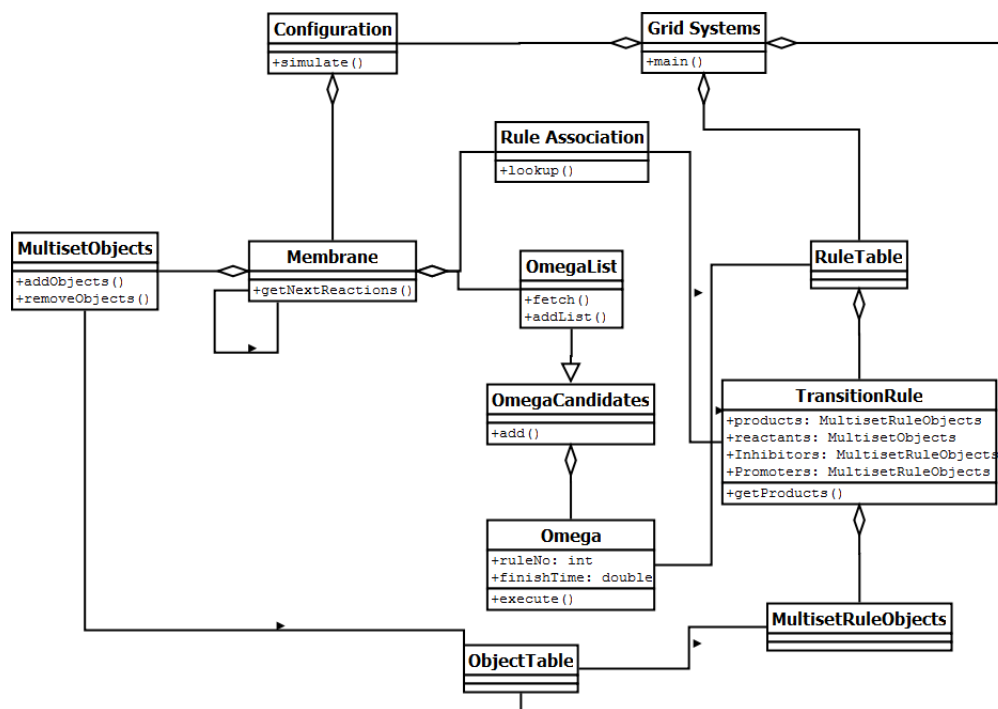 Configuration
+simulate()
Grid Systems
+main()
Rule Association
+lookup()
MultisetObjects
+addObjects()
+removeObjects()
Membrane
+getNextReactions()
OmegaList
+fetch()
+addList()
RuleTable
OmegaCandidates
+add()
TransitionRule
+products: MultisetRuleObjects
+reactants: MultisetObjects
+Inhibitors: MultisetRuleObjects
+Promoters: MultisetRuleObjects
+getProducts()
Omega
+ruleNo: int
+finishTime: double
+execute()
MultisetRuleObjects
ObjectTable